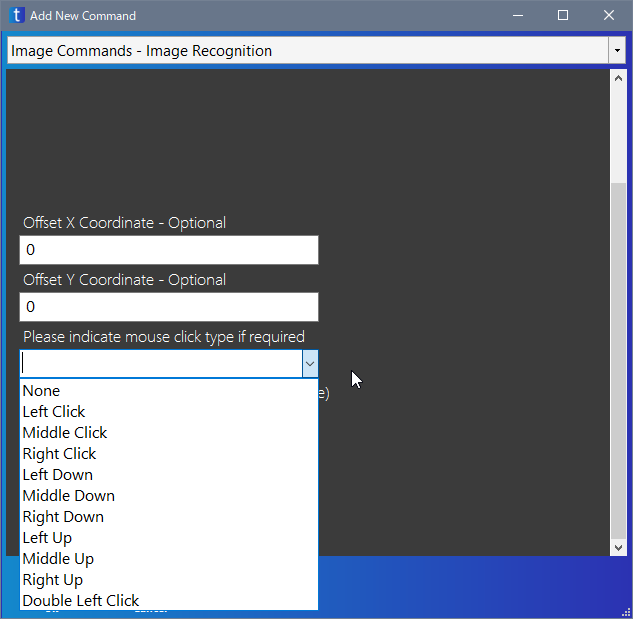 t Add New Command
Image Commands - Image Recognition
Offset X Coordinate - Optional
0
Offset Y Coordinate - Optional
0
Please indicate mouse click type if required
e)
None
Left Click
Middle Click
Right Click
Left Down
Middle Down
Right Down
Left Up
Middle Up
Right Up
Double Left Click